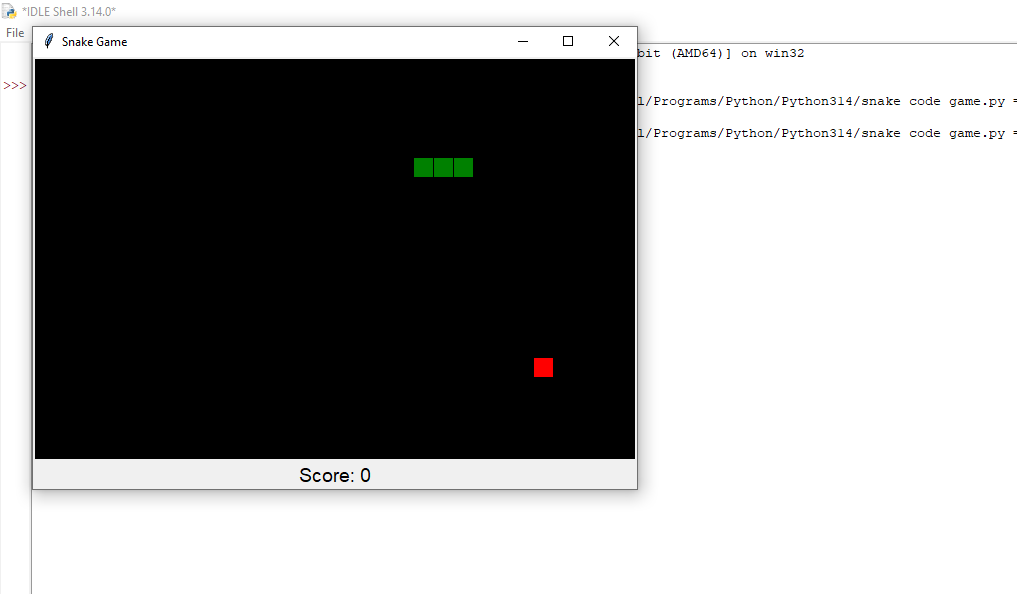 *IDLE Shell 3.14.0*
File
Snake Game
bit (AMD64)] on win32
>>>
l/Programs/Python/Python314/snake code game.py =
l/Programs/Python/Python314/snake code game.py =
Score: 0